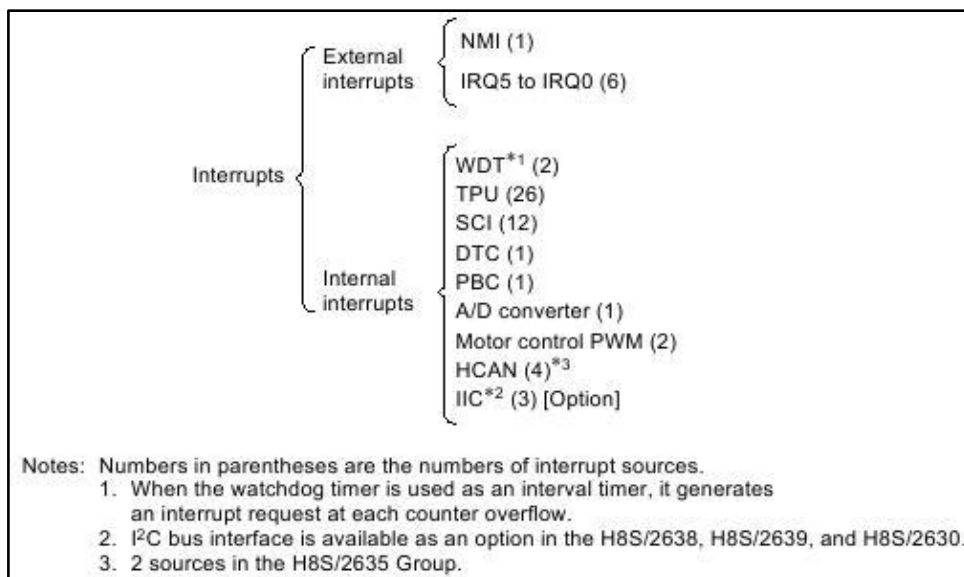 External
interrupts
NMI (1)
IRQ5 to IRQ0 (6)
Interrupts
Internal
interrupts
WDT*1 (2)
TPU (26)
SCI (12)
DTC (1)
PBC (1)
A/D converter (1)
Motor control PWM (2)
HCAN (4)*3
IIC*2 (3) [Option]
Notes: Numbers in parentheses are the numbers of interrupt sources.
1. When the watchdog timer is used as an interval timer, it generates
an interrupt request at each counter overflow.
2. I2C bus interface is available as an option in the H8S/2638, H8S/2639, and H8S/2630.
3. 2 sources in the H8S/2635 Group.